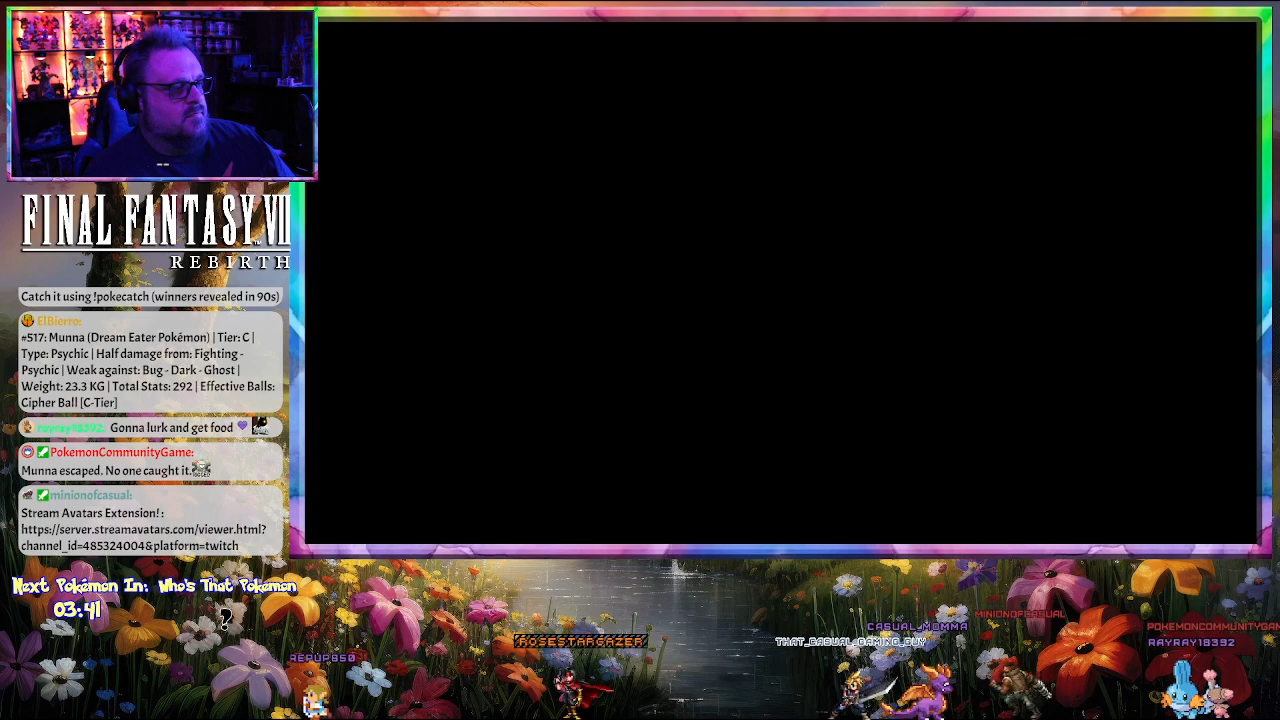 FINAL FANTASY VII
REBIRTH
Catch it using !pokecatch (winners revealed in 90s)
ElBierro:
#517: Munna (Dream Eater Pokémon) | Tier: C |
Type: Psychic | Half damage from: Fighting -
Psychic | Weak against: Bug - Dark - Ghost |
Weight: 23.3 KG | Total Stats: 292 | Effective Balls:
Cipher Ball [C-Tier]
rayray18392: Gonna lurk and get food
PokemonCommunityGame:
Munna escaped. No one caught it.
minionofcasual:
Stream Avatars Extension! :
https://server.streamavatars.com/viewer.html?
channel_id=485324004&platform=twitch
Next Pokémon In: Who's That Pokemon
03:41
?
REPUP850
ROSESTARGAZER
THAT_CASUAL_GAMING_GUY
CASUAL_MOMMA
MINIONOFCASUAL
POKEMONCOMMUNITYGAM
RAYRAY18392